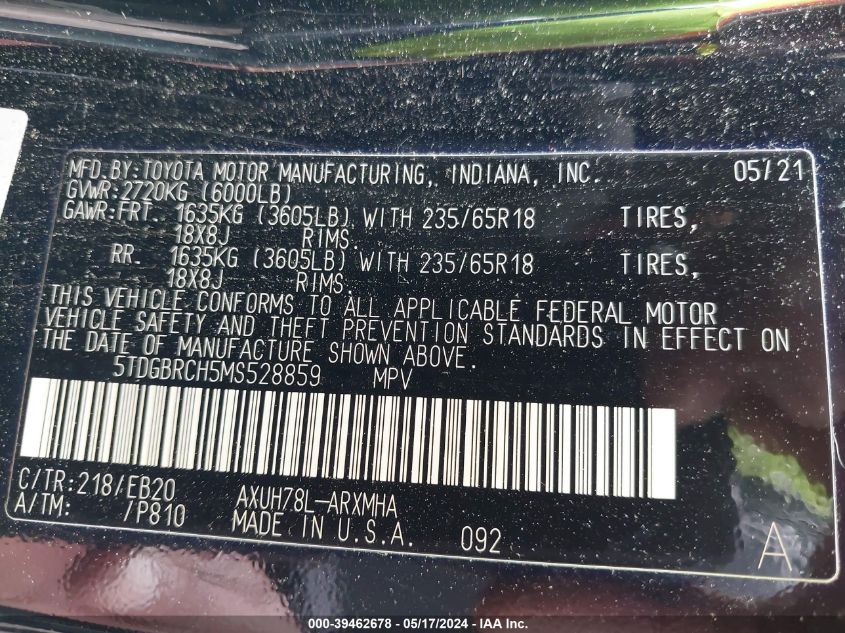 MFD.BY:TOYOTA MOTOR MANUFACTURING, INDIANA, INC. 05/21
GVWR:2720KG (6000LB)
GAWR:FRT. 1635KG (3605LB) WITH 235/65R18 TIRES,
18X8J RIMS.
RR. 1635KG (3605LB) WITH 235/65R18 TIRES,
18X8J RIMS.
THIS VEHICLE CONFORMS TO ALL APPLICABLE FEDERAL MOTOR
VEHICLE SAFETY AND THEFT PREVENTION STANDARDS IN EFFECT ON
THE DATE OF MANUFACTURE SHOWN ABOVE.
5TDGBRCH5MS528859 MPV
C/TR:218/EB20 AXUH78L-ARXMHA
A/TM: /P810 MADE IN U.S.A. 092 A
000-39462678 - 05/17/2024 - IAA Inc.